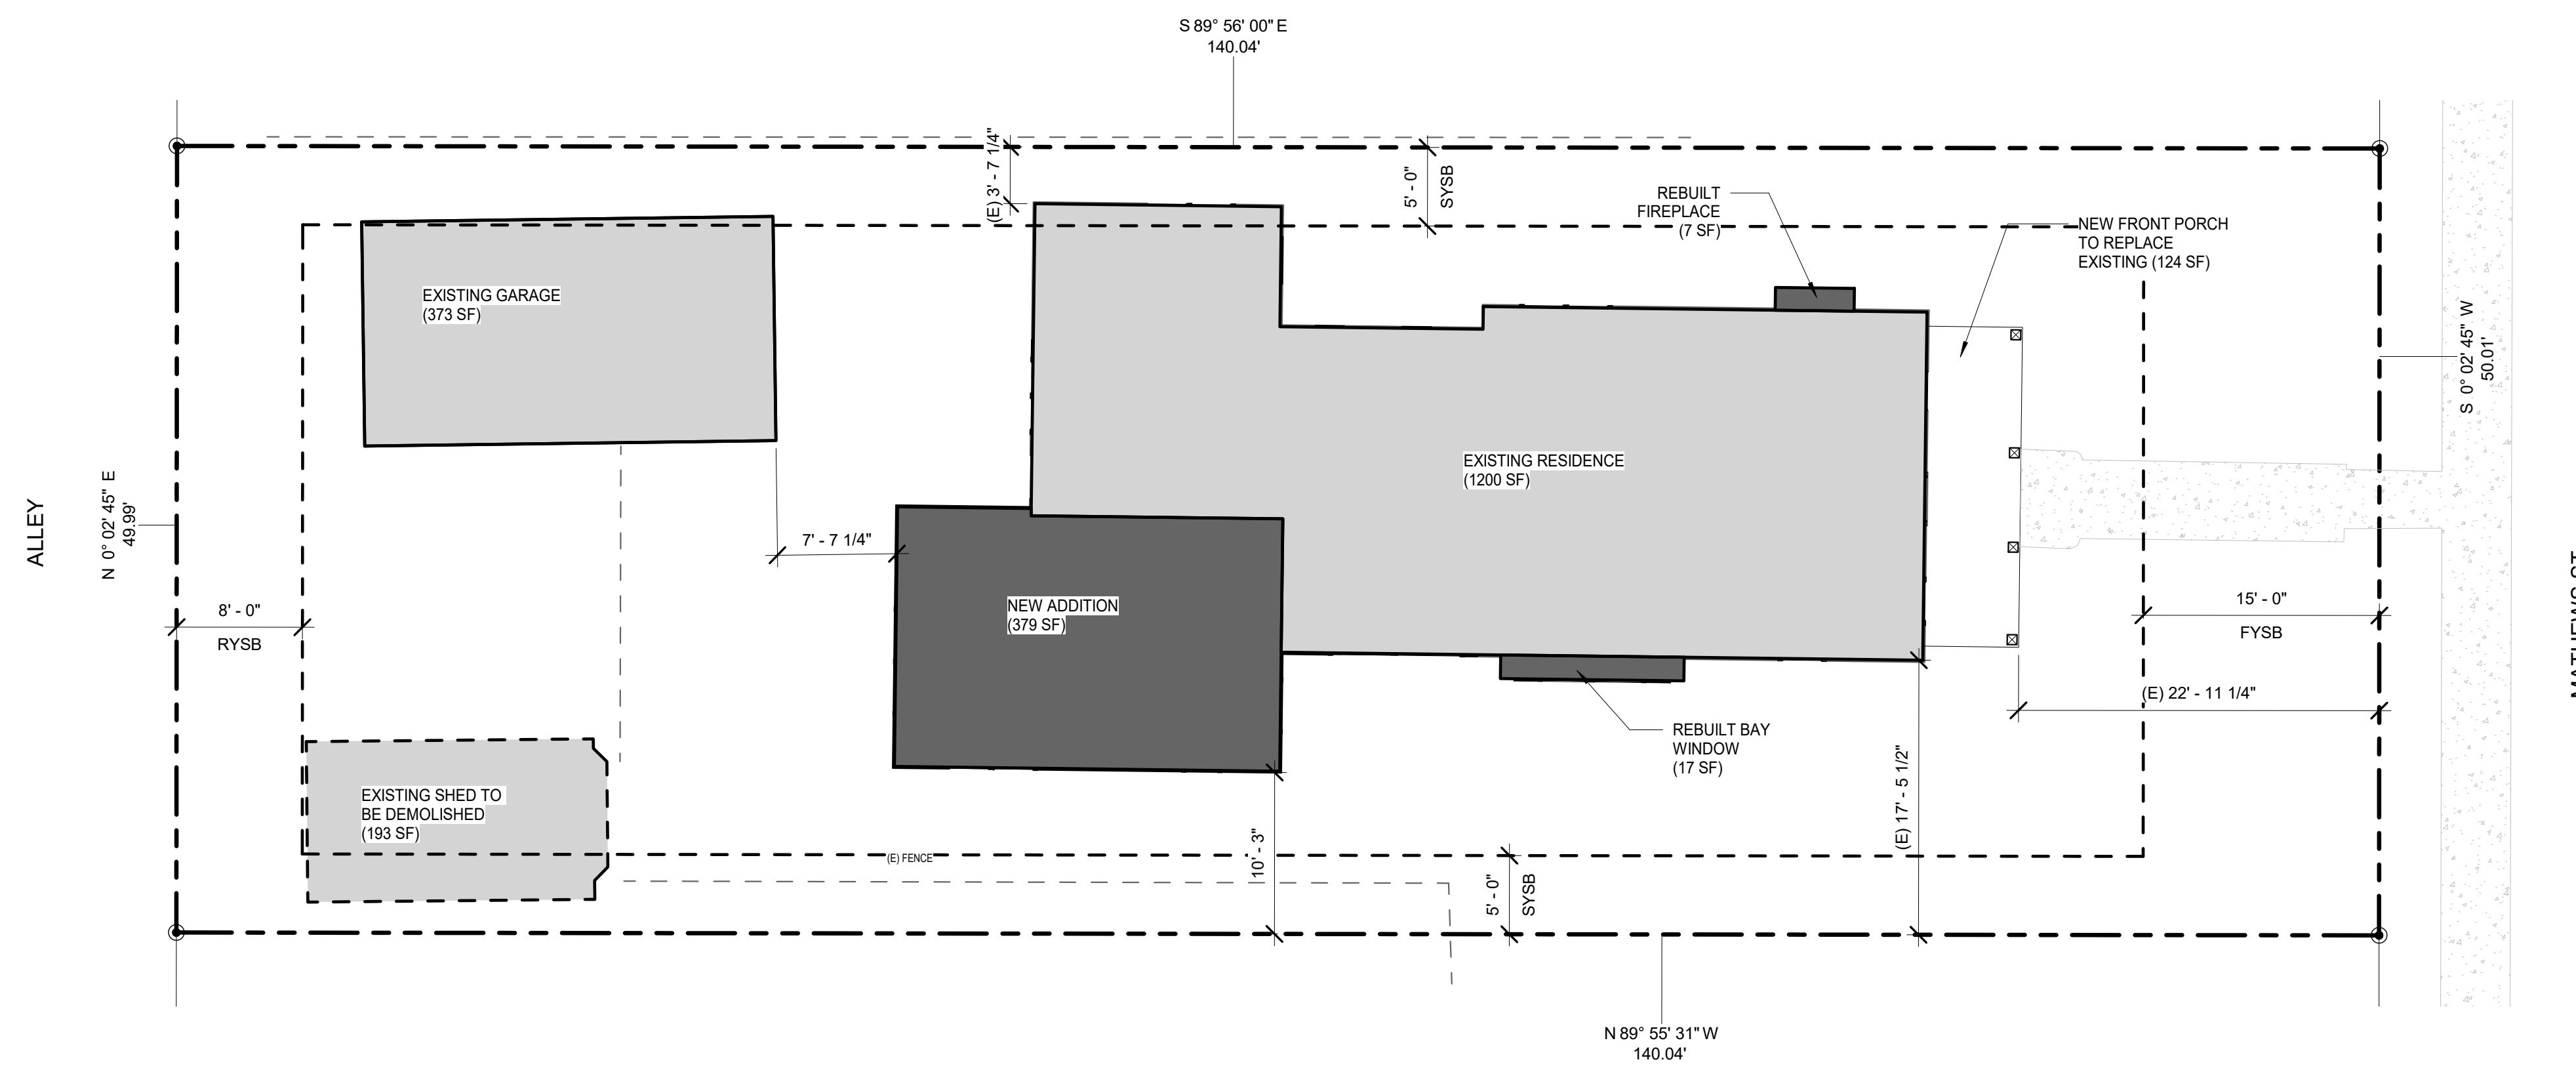 S 89° 56' 00" E
140.04'
(E) 3' - 7 1/4"
5' - 0"
SYSB
REBUILT
FIREPLACE
(7 SF)
NEW FRONT PORCH
TO REPLACE
EXISTING (124 SF)
EXISTING GARAGE
(373 SF)
S 0° 02' 45" W
50.01'
EXISTING RESIDENCE
(1200 SF)
ALLEY
N 0° 02' 45" E
49.99'
7' - 7 1/4"
NEW ADDITION
(379 SF)
8' - 0"
RYSB
15' - 0"
FYSB
MATHEWS ST
(E) 22' - 11 1/4"
REBUILT BAY
WINDOW
(17 SF)
(E) 17' - 5 1/2"
EXISTING SHED TO
BE DEMOLISHED
(193 SF)
(E) FENCE
10' - 3"
5' - 0"
SYSB
N 89° 55' 31" W
140.04'